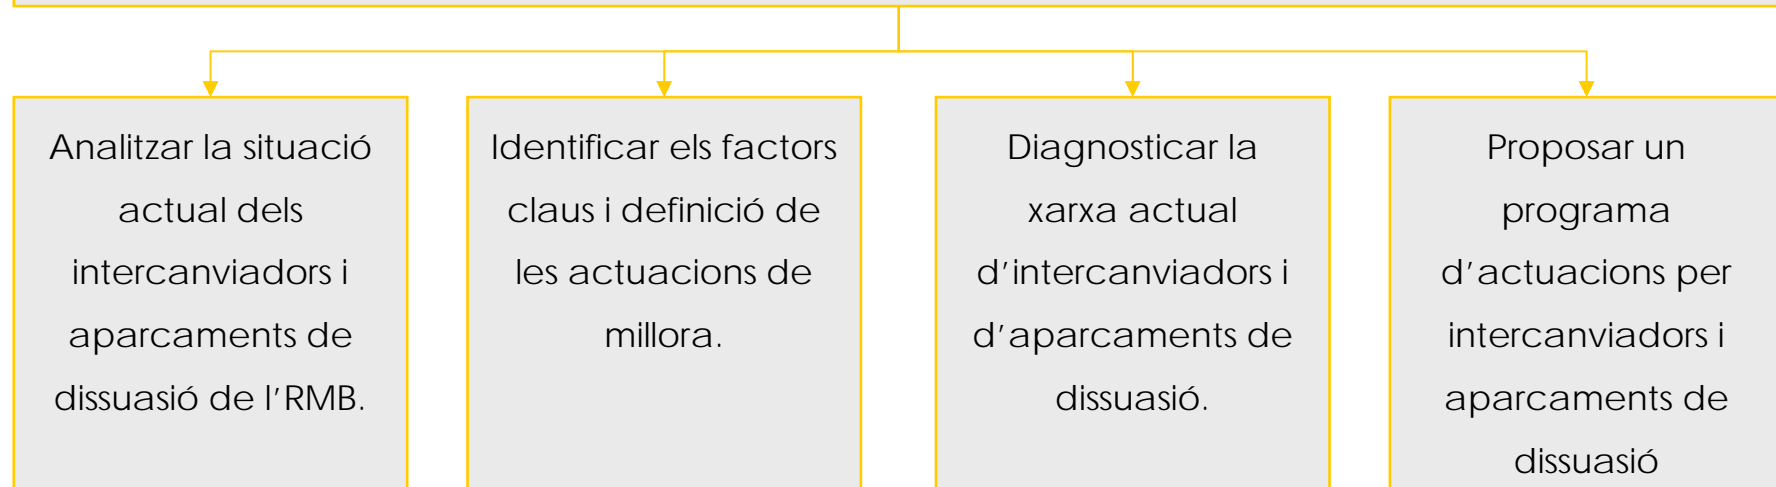 Analitzar la situació
actual dels
intercanviadors i
aparcaments de
dissuasió de l'RMB.
Identificar els factors
claus i definició de
les actuacions de
millora.
Diagnosticar la
xarxa actual
d'intercanviadors i
d'aparcaments de
dissuasió.
Proposar un
programa
d'actuacions per
intercanviadors i
aparcaments de
dissuasió